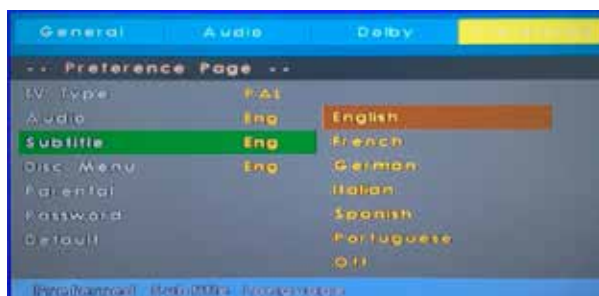 General Audio Dolby
-- Preference Page --
TV Type PAL
Audio Eng English
Subtitle Eng French
Disc Menu Eng German
Parental Italian
Password Spanish
Default Portuguese
Off
Preferred Subtitle Language